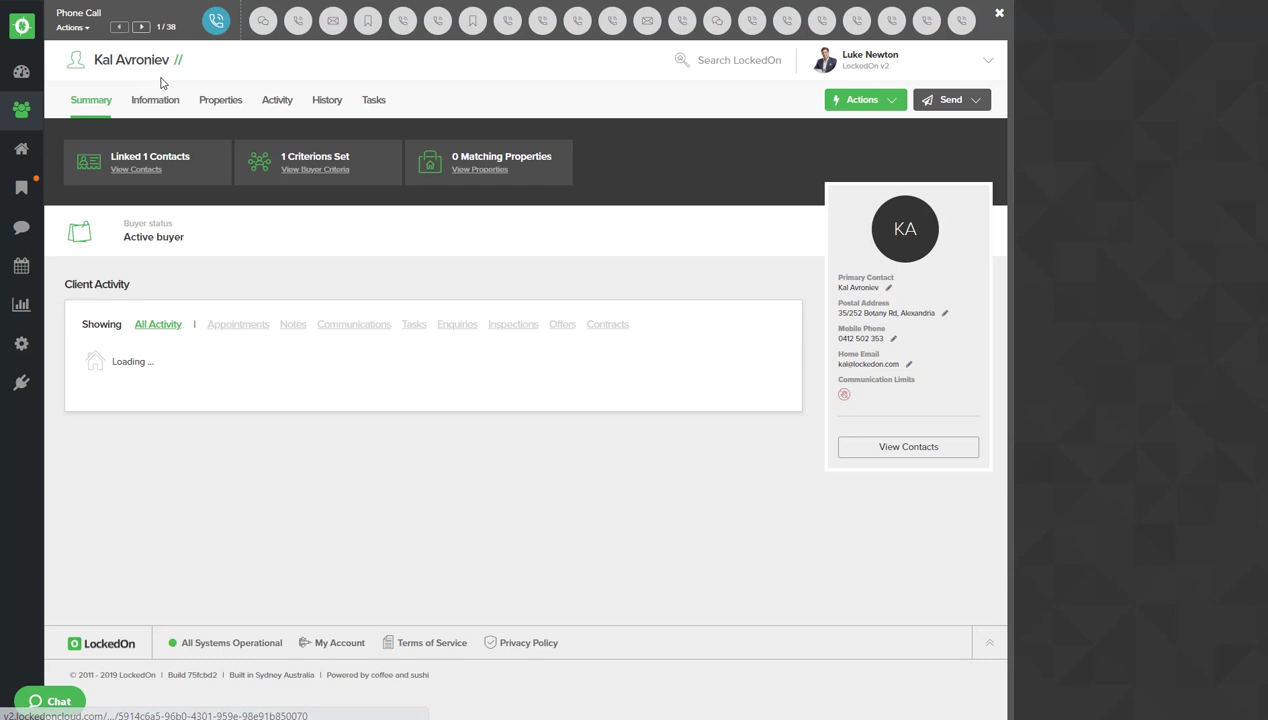 Phone Call
Actions
1 / 38
Kal Avroniev //
Search LockedOn
Luke Newton
LockedOn v2
Summary
Information
Properties
Activity
History
Tasks
Actions
Send
Linked 1 Contacts
View Contacts
1 Criterions Set
View Buyer Criteria
0 Matching Properties
View Properties
Buyer status
Active buyer
KA
Primary Contact
Kal Avroniev
Postal Address
35/252 Botany Rd, Alexandria
Mobile Phone
0412 502 353
Home Email
kal@lockedon.com
Communication Limits
View Contacts
Client Activity
Showing All Activity | Appointments Notes Communications Tasks Enquiries Inspections Offers Contracts
Loading ...
LockedOn
All Systems Operational
My Account
Terms of Service
Privacy Policy
© 2011 - 2019 LockedOn | Build 75fcbd2 | Built in Sydney Australia | Powered by coffee and sushi
Chat
v2.lockedoncloud.com/.../5914c6a5-96b0-4301-959e-98e91b850070